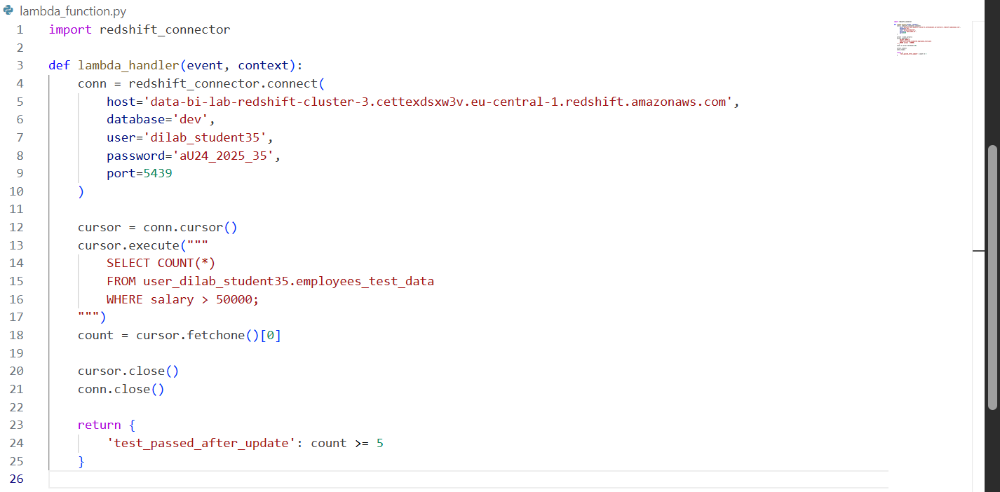 lambda_function.py
1 import redshift_connector
2
3 def lambda_handler(event, context):
4     conn = redshift_connector.connect(
5         host='data-bi-lab-redshift-cluster-3.cettexdsxw3v.eu-central-1.redshift.amazonaws.com',
6         database='dev',
7         user='dilab_student35',
8         password='aU24_2025_35',
9         port=5439
10     )
11
12     cursor = conn.cursor()
13     cursor.execute("""
14         SELECT COUNT(*)
15         FROM user_dilab_student35.employees_test_data
16         WHERE salary > 50000;
17     """)
18     count = cursor.fetchone()[0]
19
20     cursor.close()
21     conn.close()
22
23     return {
24         'test_passed_after_update': count >= 5
25     }
26